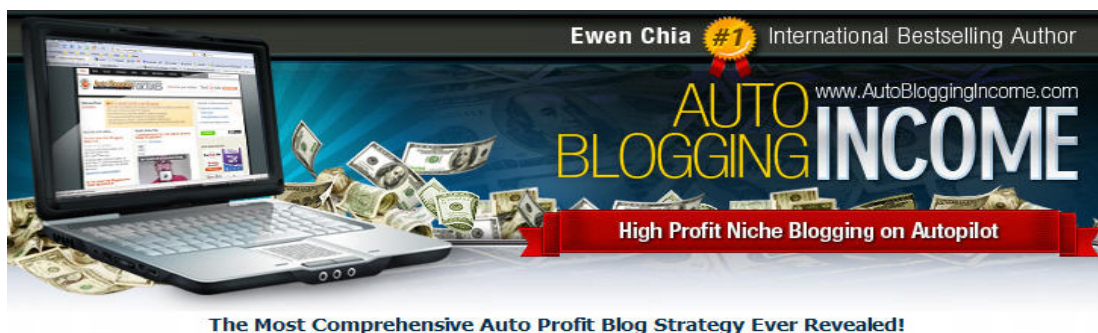 Ewen Chia #1 International Bestselling Author
AUTO
www.AutoBloggingIncome.com
BLOGGING INCOME
High Profit Niche Blogging on Autopilot
The Most Comprehensive Auto Profit Blog Strategy Ever Revealed!